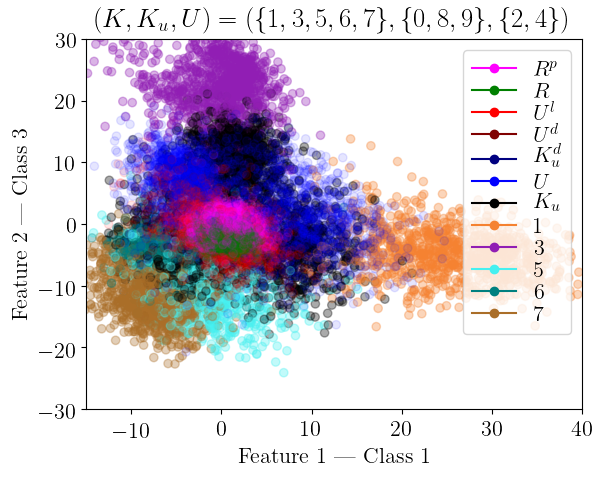 (K, K_u, U) = ({1, 3, 5, 6, 7}, {0, 8, 9}, {2, 4})
30
20
10
0
−10
−20
−30
Feature 2 — Class 3
R^p
R
U^l
U^d
K_u^d
U
K_u
1
3
5
6
7
−10
0
10
20
30
40
Feature 1 — Class 1